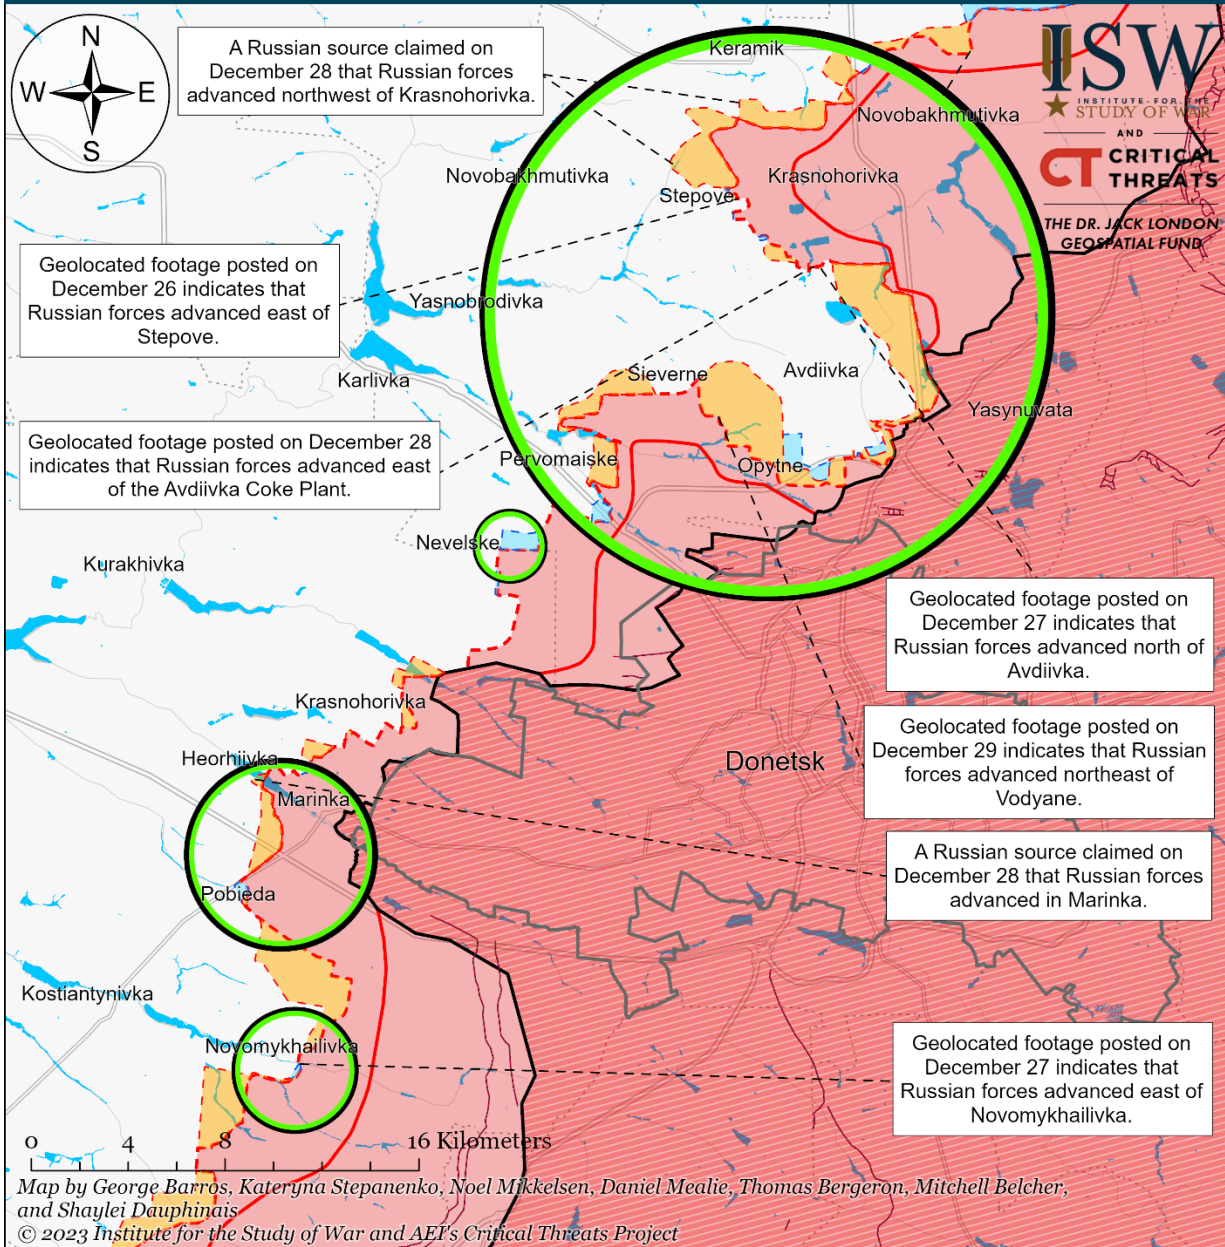 N
W
E
S
A Russian source claimed on
December 28 that Russian forces
advanced northwest of Krasnohorivka.
Keramik
ISW
INSTITUTE FOR THE
STUDY OF WAR
AND
CT CRITICAL
THREATS
THE DR. JACK LONDON
GEOSPATIAL FUND
Novobakhmutivka
Novobakhmutivka
Krasnohorivka
Stepove
Geolocated footage posted on
December 26 indicates that
Russian forces advanced east of
Stepove.
Yasnobrodivka
Karlivka
Sieverne
Avdiivka
Yasynuvata
Geolocated footage posted on December 28
indicates that Russian forces advanced east
of the Avdiivka Coke Plant.
Pervomaiske
Opytne
Nevelske
Kurakhivka
Geolocated footage posted on
December 27 indicates that
Russian forces advanced north of
Avdiivka.
Krasnohorivka
Geolocated footage posted on
December 29 indicates that Russian
forces advanced northeast of
Vodyane.
Heorhiivka
Donetsk
Marinka
A Russian source claimed on
December 28 that Russian forces
advanced in Marinka.
Pobieda
Kostiantynivka
Novomykhailivka
Geolocated footage posted on
December 27 indicates that
Russian forces advanced east of
Novomykhailivka.
0 4 8 16 Kilometers
Map by George Barros, Kateryna Stepanenko, Noel Mikkelsen, Daniel Mealie, Thomas Bergeron, Mitchell Belcher,
and Shaylei Dauphinais
© 2023 Institute for the Study of War and AEI's Critical Threats Project